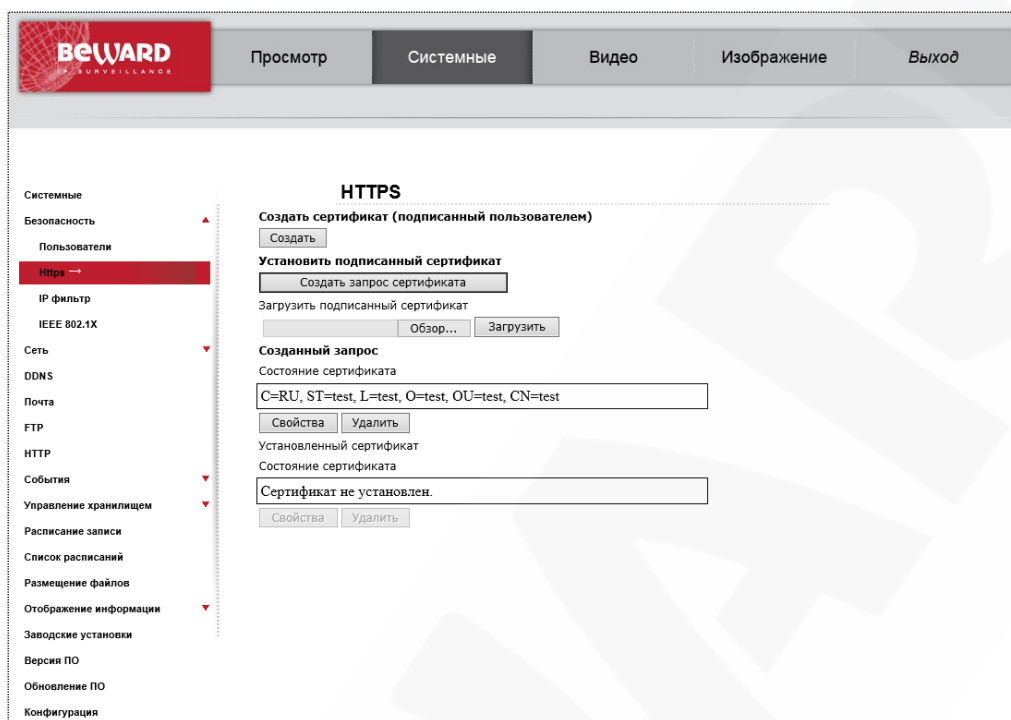 BEWARD
IP SURVEILLANCE
Просмотр
Системные
Видео
Изображение
Выход
Системные
Безопасность
Пользователи
Https →
IP фильтр
IEEE 802.1X
Сеть
DDNS
Почта
FTP
HTTP
События
Управление хранилищем
Расписание записи
Список расписаний
Размещение файлов
Отображение информации
Заводские установки
Версия ПО
Обновление ПО
Конфигурация
HTTPS
Создать сертификат (подписанный пользователем)
Создать
Установить подписанный сертификат
Создать запрос сертификата
Загрузить подписанный сертификат
Обзор... Загрузить
Созданный запрос
Состояние сертификата
C=RU, ST=test, L=test, O=test, OU=test, CN=test
Свойства Удалить
Установленный сертификат
Состояние сертификата
Сертификат не установлен.
Свойства Удалить